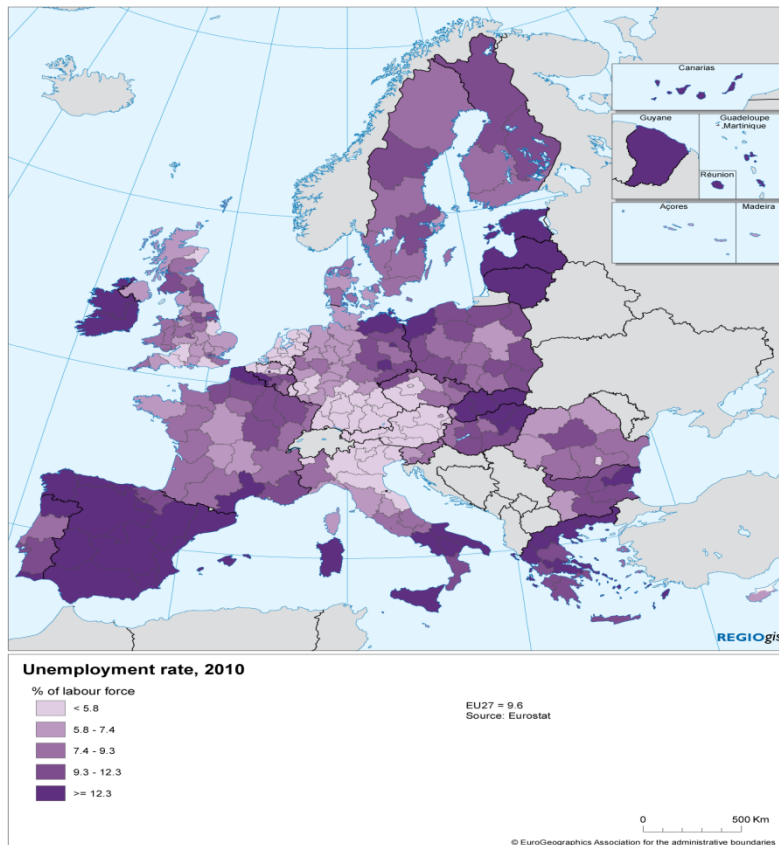 Canarias
Guyane
Guadeloupe
Martinique
Réunion
Açores
Madeira
REGIOgis
Unemployment rate, 2010
% of labour force
< 5.8
5.8 - 7.4
7.4 - 9.3
9.3 - 12.3
>= 12.3
EU27 = 9.6
Source: Eurostat
0 500 Km
© EuroGeographics Association for the administrative boundaries